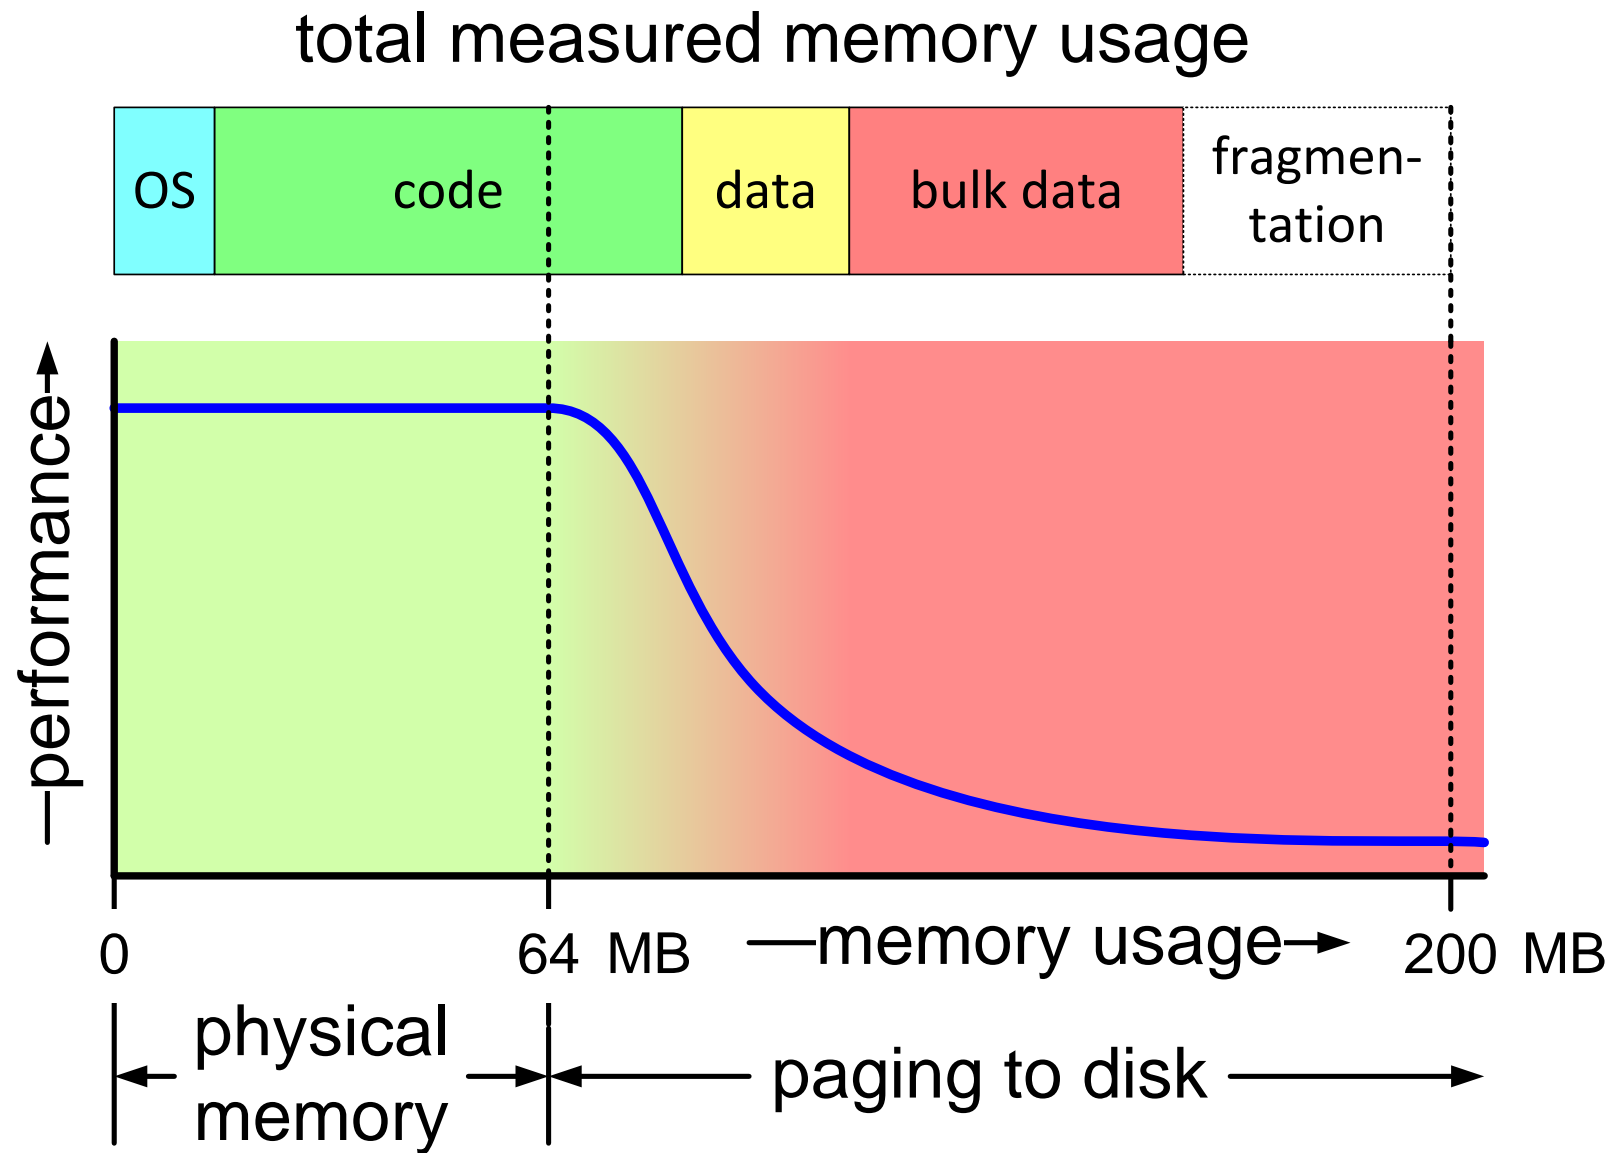 total measured memory usage
OS
code
data
bulk data
fragmen-
tation
performance
0
64 MB
memory usage
200 MB
physical
memory
paging to disk